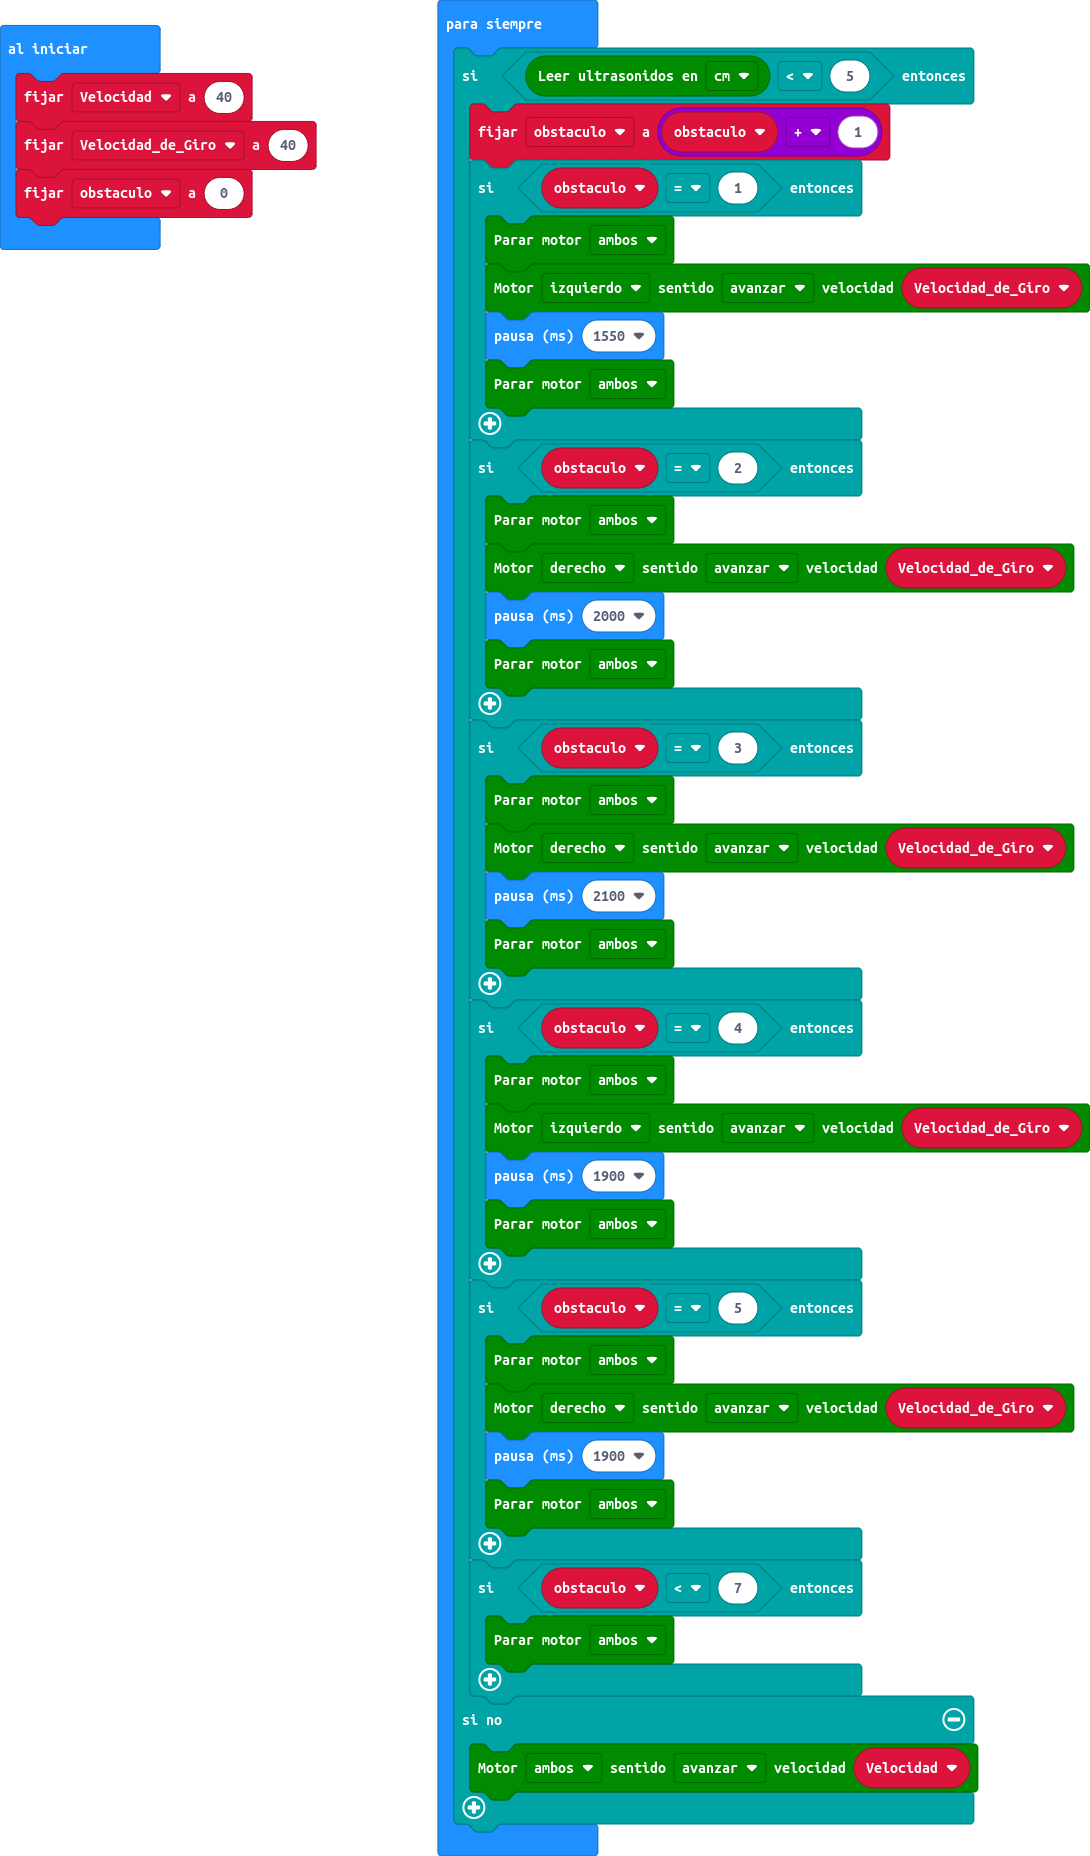 al iniciar
fijar Velocidad a 40
fijar Velocidad_de_Giro a 40
fijar obstaculo a 0
para siempre
si Leer ultrasonidos en cm < 5 entonces
fijar obstaculo a obstaculo + 1
si obstaculo = 1 entonces
Parar motor ambos
Motor izquierdo sentido avanzar velocidad Velocidad_de_Giro
pausa (ms) 1550
Parar motor ambos
si obstaculo = 2 entonces
Parar motor ambos
Motor derecho sentido avanzar velocidad Velocidad_de_Giro
pausa (ms) 2000
Parar motor ambos
si obstaculo = 3 entonces
Parar motor ambos
Motor derecho sentido avanzar velocidad Velocidad_de_Giro
pausa (ms) 2100
Parar motor ambos
si obstaculo = 4 entonces
Parar motor ambos
Motor izquierdo sentido avanzar velocidad Velocidad_de_Giro
pausa (ms) 1900
Parar motor ambos
si obstaculo = 5 entonces
Parar motor ambos
Motor derecho sentido avanzar velocidad Velocidad_de_Giro
pausa (ms) 1900
Parar motor ambos
si obstaculo < 7 entonces
Parar motor ambos
si no
Motor ambos sentido avanzar velocidad Velocidad